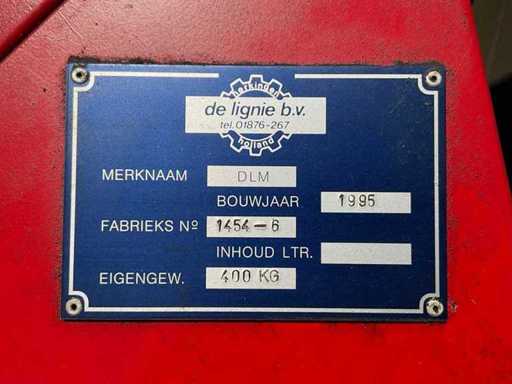 herkingen
de lignie b.v.
tel. 01876-267
holland
MERKNAAM DLM
BOUWJAAR 1995
FABRIEKS Nº 1454-6
INHOUD LTR.
EIGENGEW. 400 KG